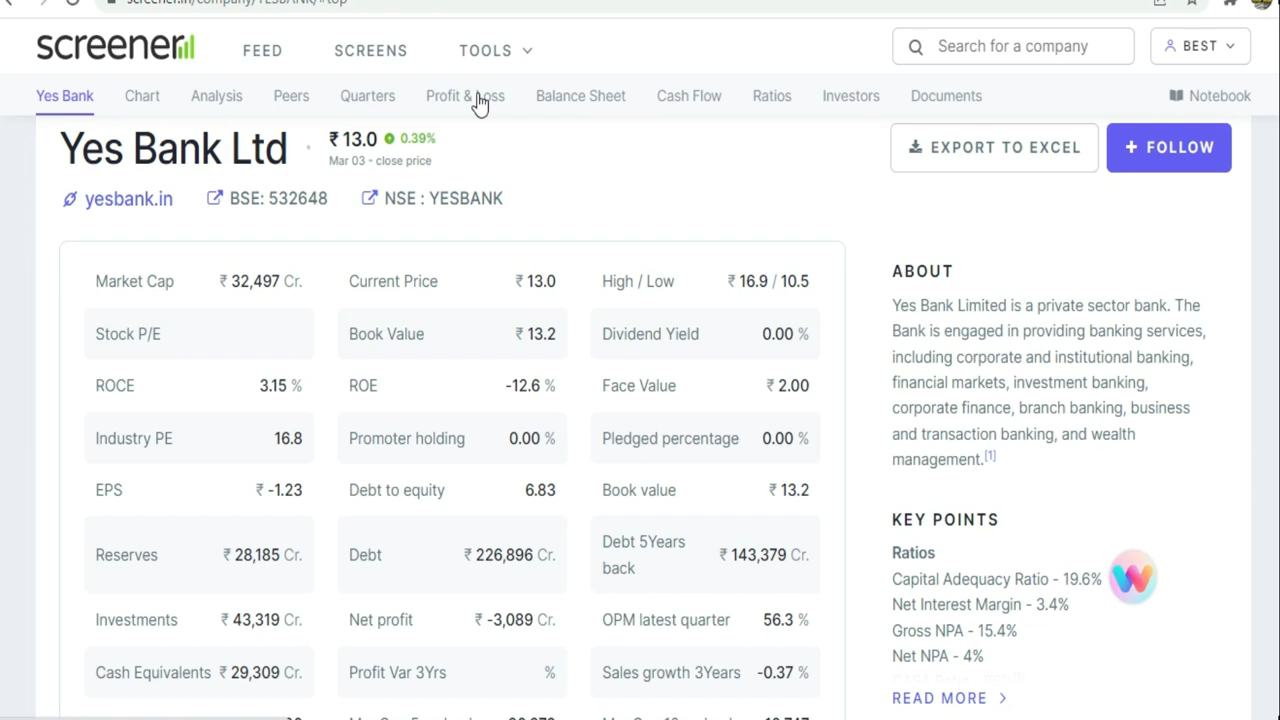 screener.in/company/YESBANK/#top
screener FEED SCREENS TOOLS Search for a company BEST
Yes Bank Chart Analysis Peers Quarters Profit & Loss Balance Sheet Cash Flow Ratios Investors Documents Notebook
Yes Bank Ltd ₹ 13.0 0.39%
Mar 03 - close price
EXPORT TO EXCEL + FOLLOW
yesbank.in BSE: 532648 NSE : YESBANK
Market Cap ₹ 32,497 Cr. Current Price ₹ 13.0 High / Low ₹ 16.9 / 10.5
Stock P/E Book Value ₹ 13.2 Dividend Yield 0.00 %
ROCE 3.15 % ROE -12.6 % Face Value ₹ 2.00
Industry PE 16.8 Promoter holding 0.00 % Pledged percentage 0.00 %
EPS ₹ -1.23 Debt to equity 6.83 Book value ₹ 13.2
Reserves ₹ 28,185 Cr. Debt ₹ 226,896 Cr. Debt 5Years back ₹ 143,379 Cr.
Investments ₹ 43,319 Cr. Net profit ₹ -3,089 Cr. OPM latest quarter 56.3 %
Cash Equivalents ₹ 29,309 Cr. Profit Var 3Yrs % Sales growth 3Years -0.37 %
ABOUT
Yes Bank Limited is a private sector bank. The
Bank is engaged in providing banking services,
including corporate and institutional banking,
financial markets, investment banking,
corporate finance, branch banking, business
and transaction banking, and wealth
management.[1]
KEY POINTS
Ratios
Capital Adequacy Ratio - 19.6%
Net Interest Margin - 3.4%
Gross NPA - 15.4%
Net NPA - 4%
READ MORE